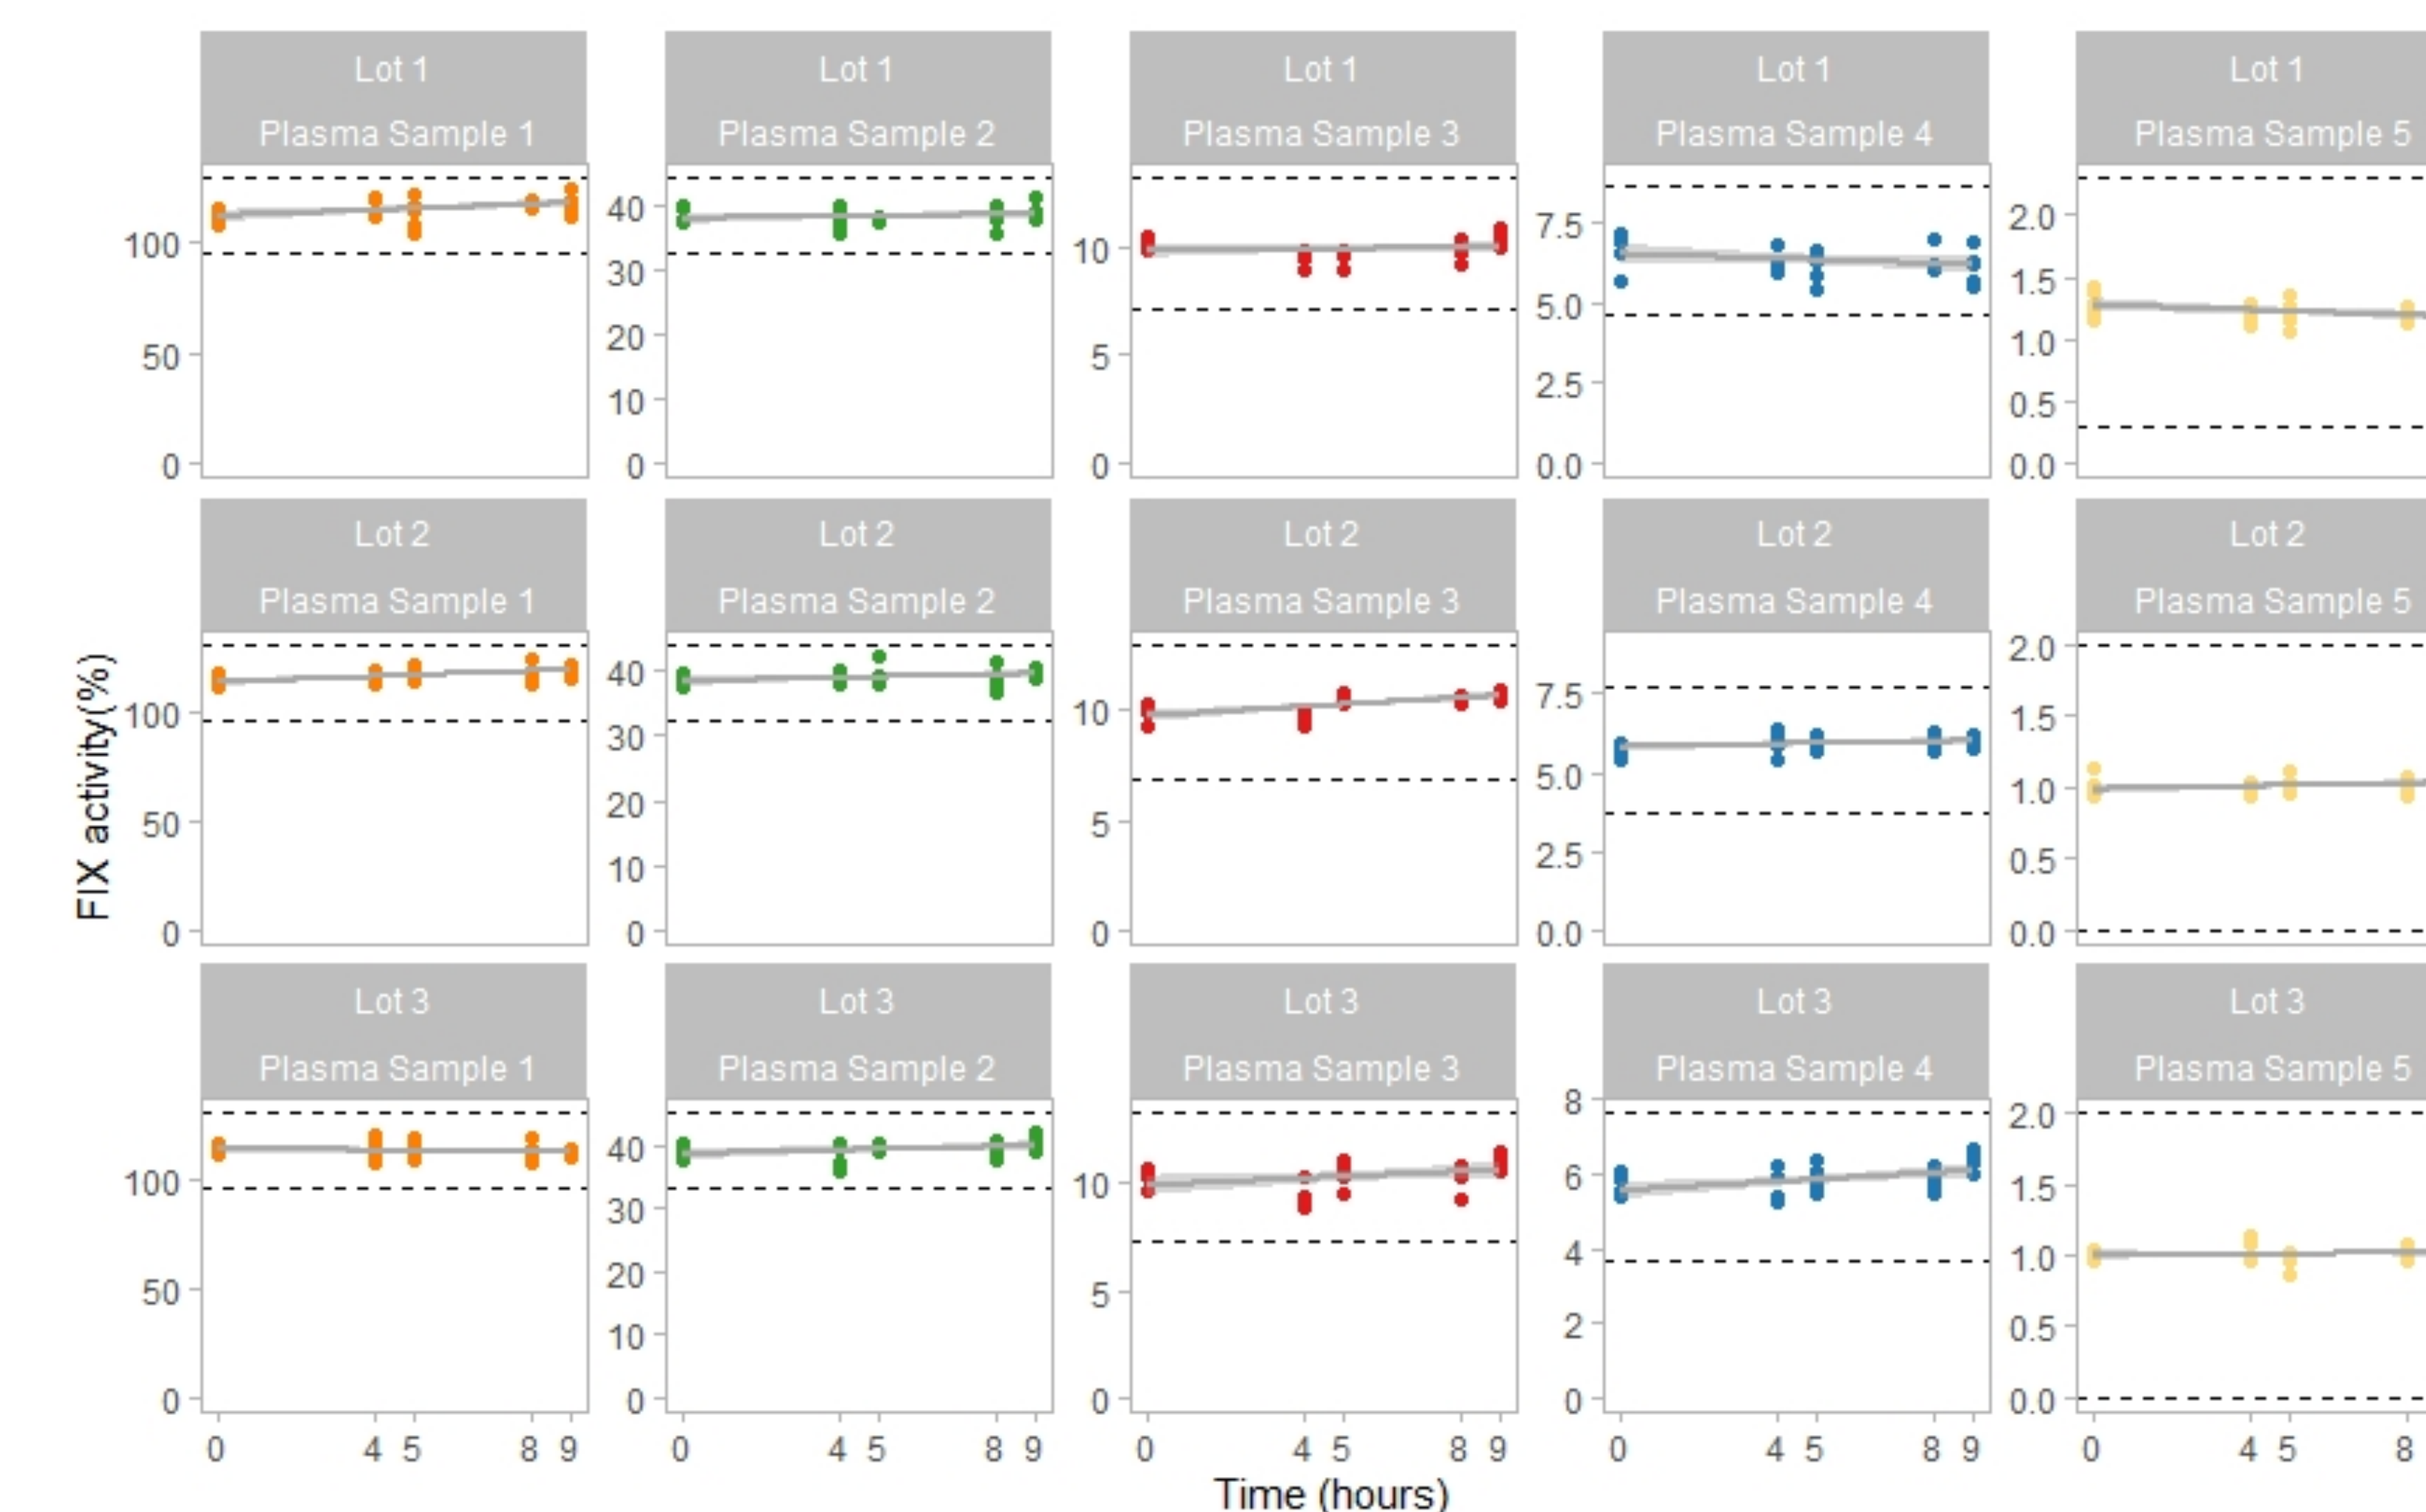 Lot 1 Lot 1 Lot 1 Lot 1 Lot 1
Plasma Sample 1 Plasma Sample 2 Plasma Sample 3 Plasma Sample 4 Plasma Sample 5
100 50 0
40 30 20 10 0
10 5 0
7.5 5.0 2.5 0.0
2.0 1.5 1.0 0.5 0.0
Lot 2 Lot 2 Lot 2 Lot 2 Lot 2
Plasma Sample 1 Plasma Sample 2 Plasma Sample 3 Plasma Sample 4 Plasma Sample 5
FIX activity(%)
100 50 0
40 30 20 10 0
10 5 0
7.5 5.0 2.5 0.0
2.0 1.5 1.0 0.5 0.0
Lot 3 Lot 3 Lot 3 Lot 3 Lot 3
Plasma Sample 1 Plasma Sample 2 Plasma Sample 3 Plasma Sample 4 Plasma Sample 5
100 50 0
40 30 20 10 0
10 5 0
8 6 4 2 0
2.0 1.5 1.0 0.5 0.0
0 4 5 8 9 0 4 5 8 9 0 4 5 8 9 0 4 5 8 9 0 4 5 8
Time (hours)